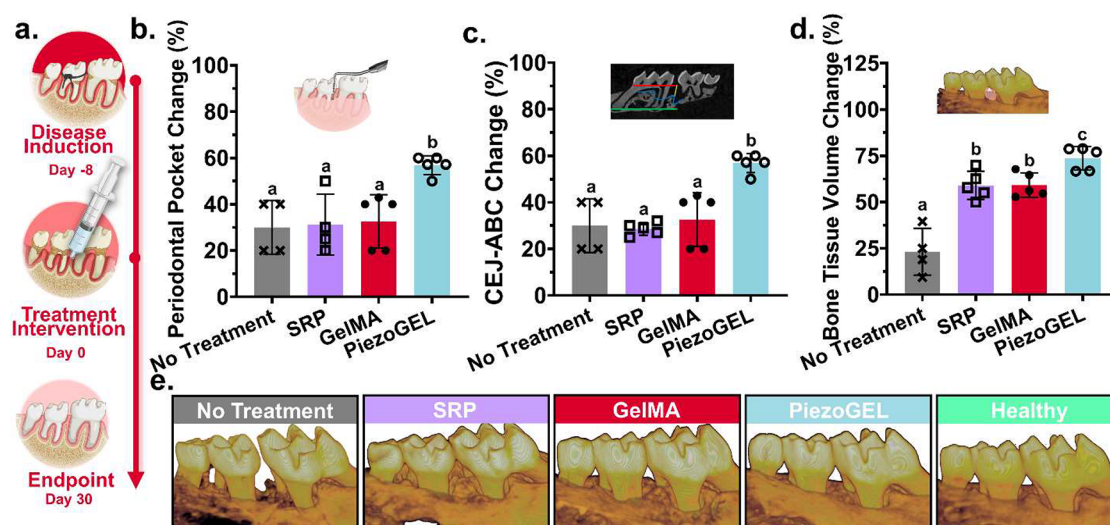 a.
Disease
Induction
Day -8
Treatment
Intervention
Day 0
Endpoint
Day 30
b.
Periodontal Pocket Change (%)
100
80
60
40
20
0
a
a
a
b
No Treatment
SRP
GelMA
PiezoGEL
c.
CEJ-ABC Change (%)
100
80
60
40
20
0
a
a
a
b
No Treatment
SRP
GelMA
PiezoGEL
d.
Bone Tissue Volume Change (%)
125
100
75
50
25
0
a
b
b
c
No Treatment
SRP
GelMA
PiezoGEL
e.
No Treatment
SRP
GelMA
PiezoGEL
Healthy